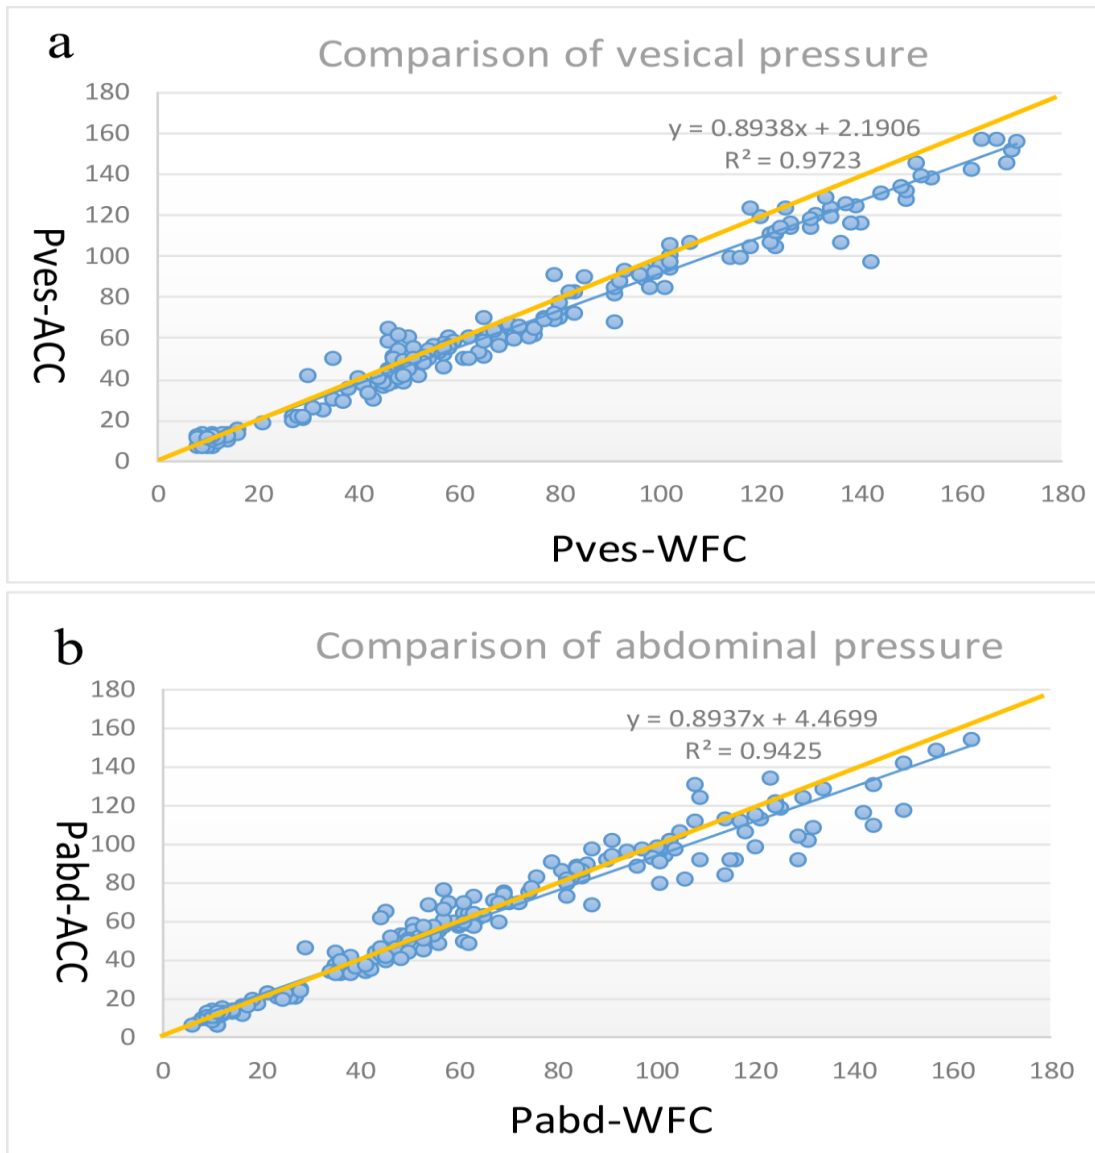 a
Comparison of vesical pressure
180
160
140
120
100
80
60
40
20
0
y = 0.8938x + 2.1906
R² = 0.9723
Pves-ACC
0 20 40 60 80 100 120 140 160 180
Pves-WFC
b
Comparison of abdominal pressure
180
160
140
120
100
80
60
40
20
0
y = 0.8937x + 4.4699
R² = 0.9425
Pabd-ACC
0 20 40 60 80 100 120 140 160 180
Pabd-WFC